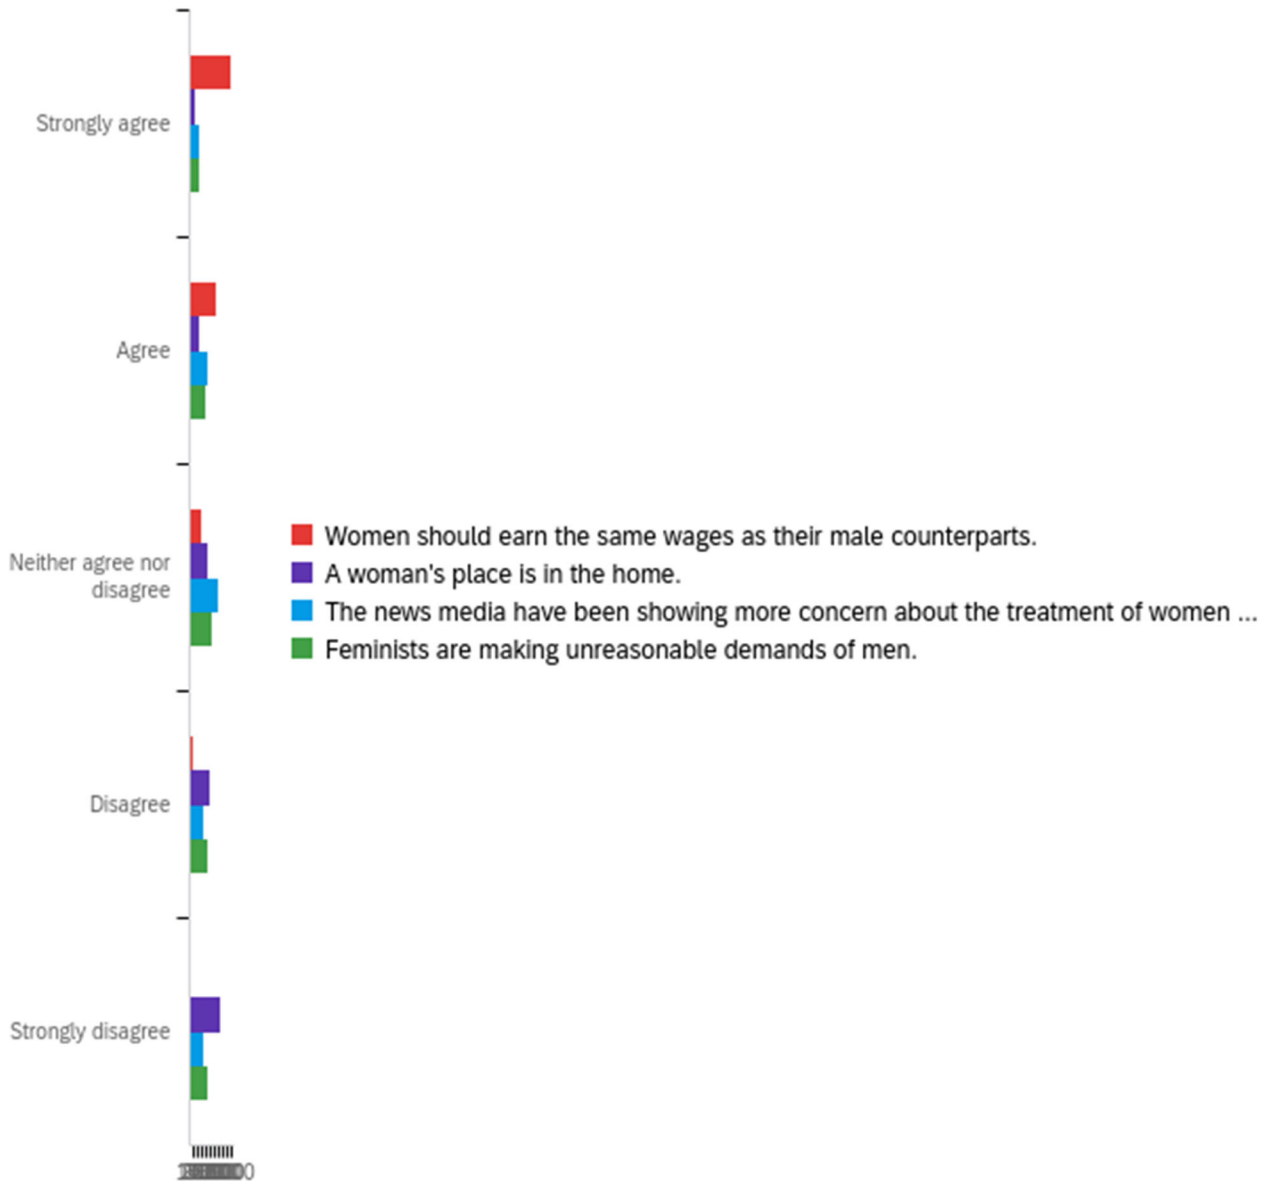 Strongly agree
Agree
Neither agree nor
disagree
Disagree
Strongly disagree
Women should earn the same wages as their male counterparts.
A woman's place is in the home.
The news media have been showing more concern about the treatment of women ...
Feminists are making unreasonable demands of men.